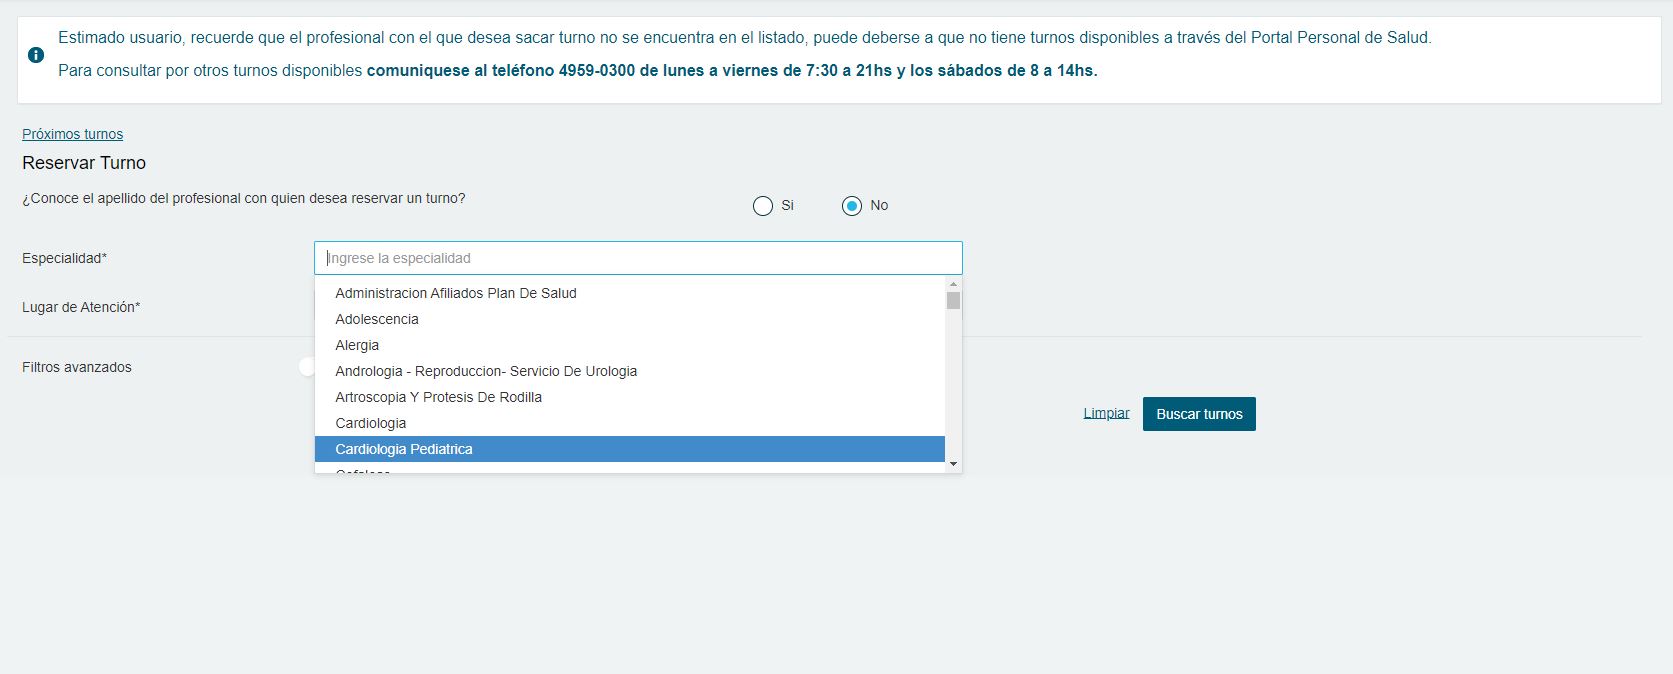 Estimado usuario, recuerde que el profesional con el que desea sacar turno no se encuentra en el listado, puede deberse a que no tiene turnos disponibles a través del Portal Personal de Salud.
Para consultar por otros turnos disponibles comuniquese al teléfono 4959-0300 de lunes a viernes de 7:30 a 21hs y los sábados de 8 a 14hs.
Próximos turnos
Reservar Turno
¿Conoce el apellido del profesional con quien desea reservar un turno?
Si
No
Especialidad*
Ingrese la especialidad
Administracion Afiliados Plan De Salud
Lugar de Atención*
Adolescencia
Alergia
Filtros avanzados
Andrologia - Reproduccion- Servicio De Urologia
Artroscopia Y Protesis De Rodilla
Limpiar
Buscar turnos
Cardiologia
Cardiologia Pediatrica